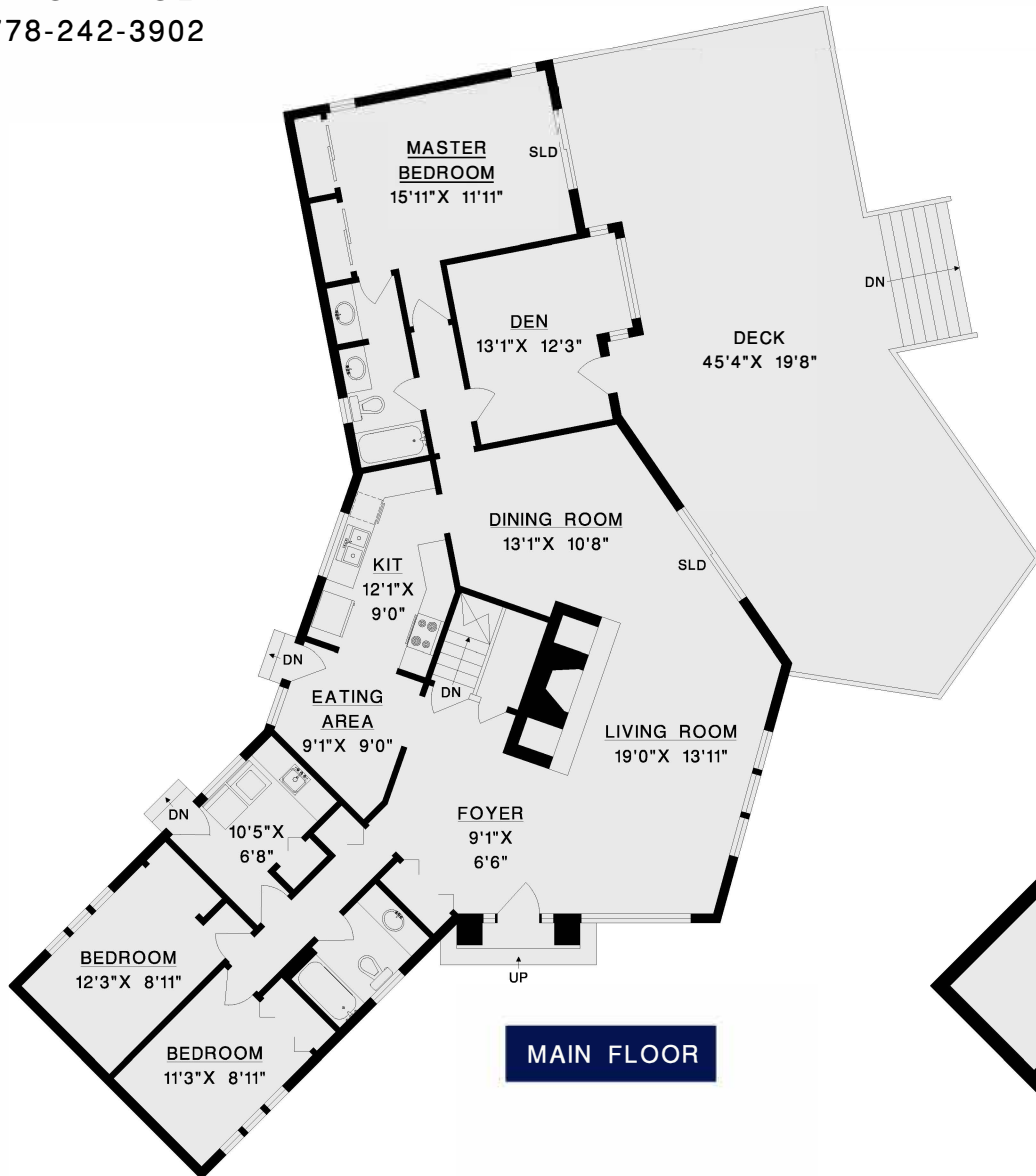 778-242-3902
MASTER
BEDROOM
15'11"X 11'11"
SLD
DEN
13'1"X 12'3"
DN
DECK
45'4"X 19'8"
DINING ROOM
13'1"X 10'8"
SLD
KIT
12'1"X
9'0"
DN
DN
EATING
AREA
9'1"X 9'0"
LIVING ROOM
19'0"X 13'11"
DN
10'5"X
6'8"
FOYER
9'1"X
6'6"
BEDROOM
12'3"X 8'11"
UP
BEDROOM
11'3"X 8'11"
MAIN FLOOR